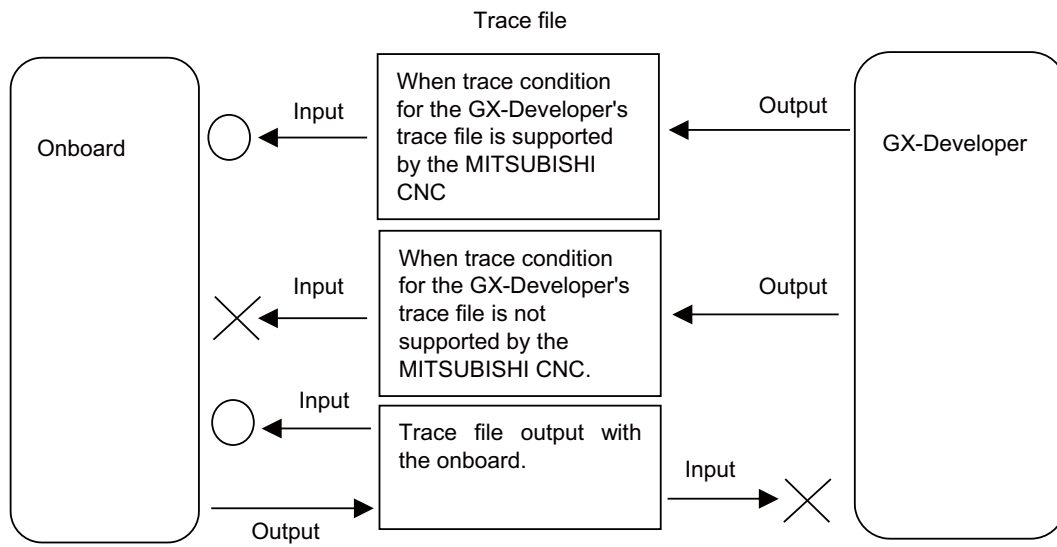 Trace file
Onboard
Input
When trace condition
for the GX-Developer's
trace file is supported
by the MITSUBISHI
CNC
Output
GX-Developer
Input
When trace condition
for the GX-Developer's
trace file is not
supported by the
MITSUBISHI CNC.
Output
Input
Trace file output with
the onboard.
Input
Output